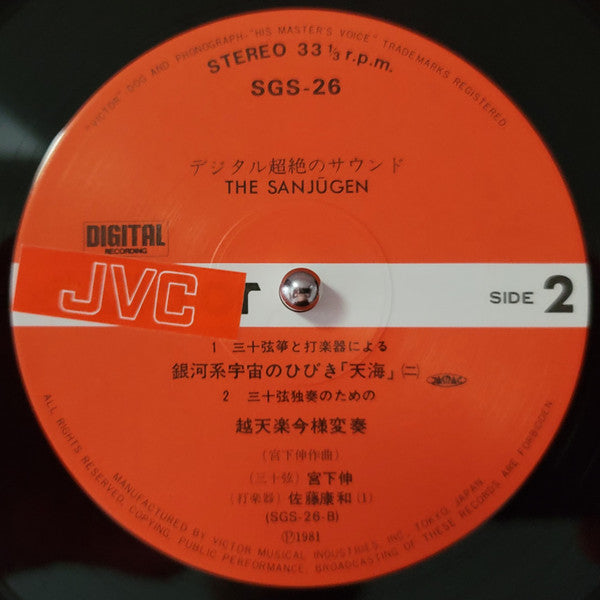 "VICTOR" DOG AND PHONOGRAPH-"HIS MASTER'S VOICE" TRADEMARKS REGISTERED
STEREO 33 1/3 r.p.m.
SGS-26
デジタル超絶のサウンド
THE SANJŪGEN
DIGITAL
RECORDING
JVC
SIDE 2
1 三十弦箏と打楽器による
銀河系宇宙のひびき「天海」㈡ JASRAC
2 三十弦独奏のための
越天楽今様変奏
(宮下伸作曲)
(三十弦) 宮下伸
(打楽器) 佐藤康和(1)
(SGS-26-B)
Ⓟ1981
MANUFACTURED BY VICTOR MUSICAL INDUSTRIES, INC., TOKYO, JAPAN.
ALL RIGHTS RESERVED. COPYING, PUBLIC PERFORMANCE, BROADCASTING OF THESE RECORDS ARE FORBIDDEN